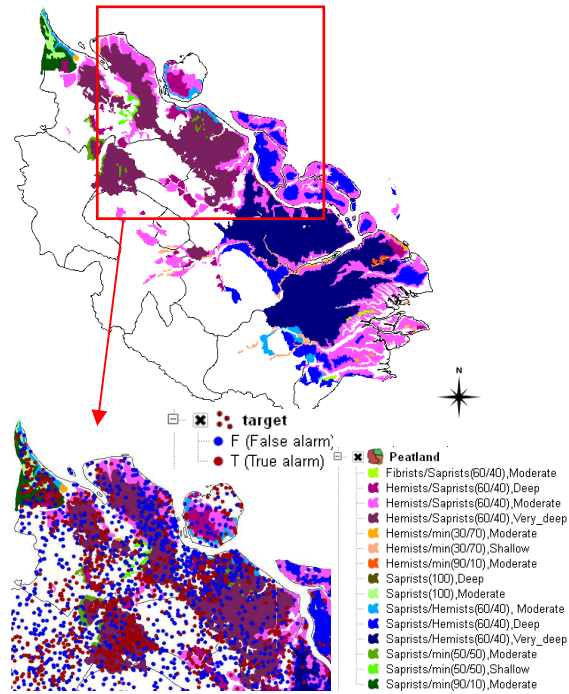 N
target
F (False alarm)
T (True alarm)
Peatland
Fibrists/Saprists(60/40),Moderate
Hemists/Saprists(60/40),Deep
Hemists/Saprists(60/40),Moderate
Hemists/Saprists(60/40),Very_deep
Hemists/min(30/70),Moderate
Hemists/min(30/70),Shallow
Hemists/min(90/10),Moderate
Saprists(100),Deep
Saprists(100),Moderate
Saprists/Hemists(60/40), Moderate
Saprists/Hemists(60/40),Deep
Saprists/Hemists(60/40),Very_deep
Saprists/min(50/50),Moderate
Saprists/min(50/50),Shallow
Saprists/min(90/10),Moderate